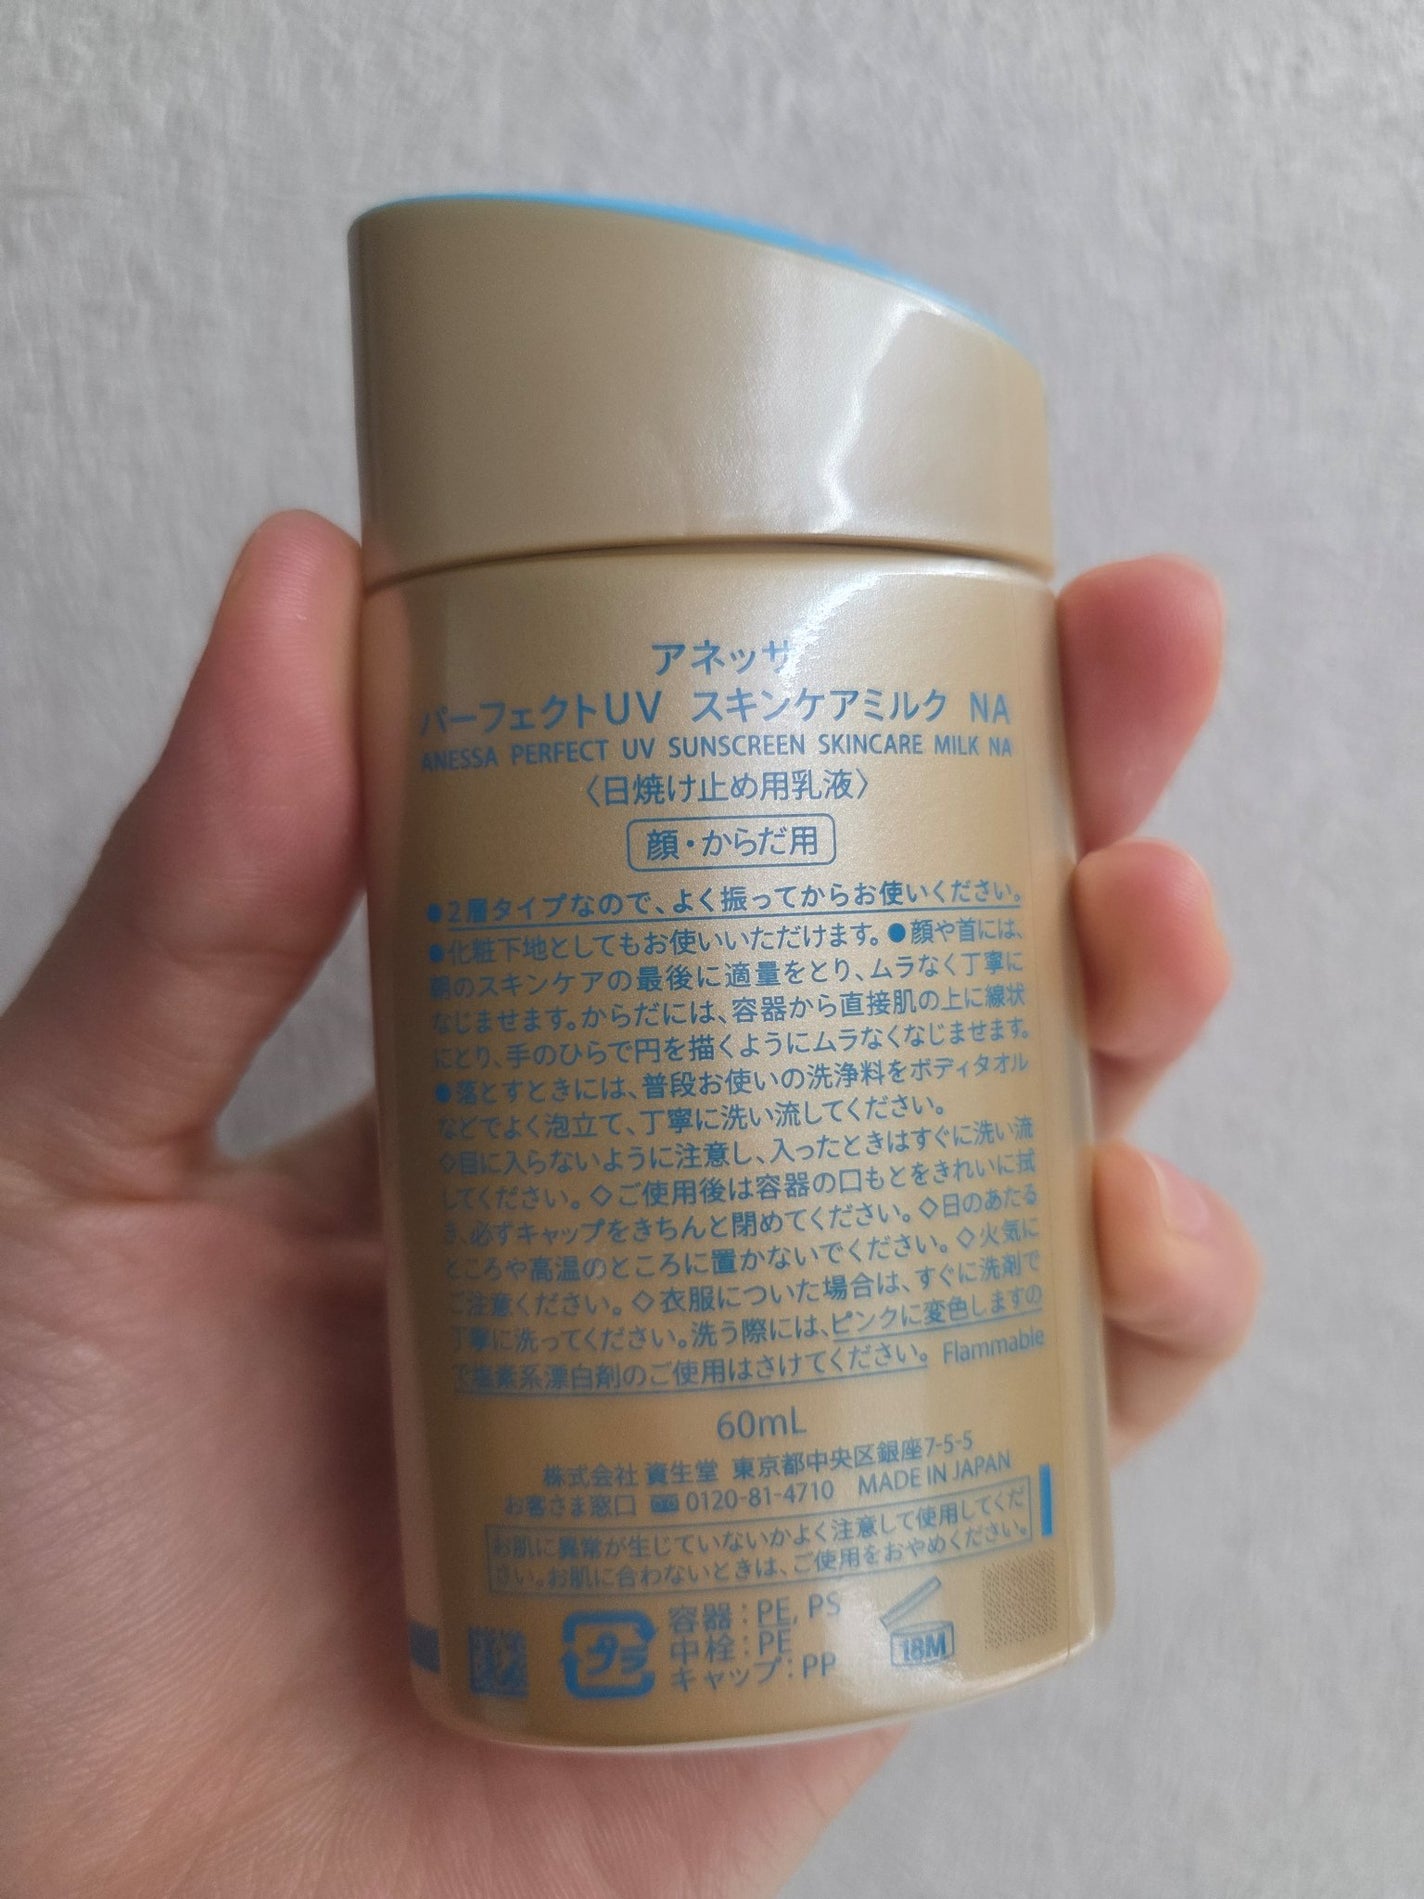 アネッサ
パーフェクトUV スキンケアミルク NA
ANESSA PERFECT UV SUNSCREEN SKINCARE MILK NA
〈日焼け止め用乳液〉
顔・からだ用
●2層タイプなので、よく振ってからお使いください。
●化粧下地としてもお使いいただけます。●顔や首には、
朝のスキンケアの最後に適量をとり、ムラなく丁寧に
なじませます。からだには、容器から直接肌の上に線状
にとり、手のひらで円を描くようにムラなくなじませます。
●落とすときには、普段お使いの洗浄料をボディタオル
などでよく泡立て、丁寧に洗い流してください。
◇目に入らないように注意し、入ったときはすぐに洗い流
してください。◇ご使用後は容器の口もとをきれいに拭
き、必ずキャップをきちんと閉めてください。◇日のあたる
ところや高温のところに置かないでください。◇火気に
ご注意ください。◇衣服についた場合は、すぐに洗剤で
丁寧に洗ってください。洗う際には、ピンクに変色しますの
で塩素系漂白剤のご使用はさけてください。 Flammable
60mL
株式会社 資生堂 東京都中央区銀座7-5-5
お客さま窓口 0120-81-4710 MADE IN JAPAN
お肌に異常が生じていないかよく注意して使用してくだ
さい。お肌に合わないときは、ご使用をおやめください。
プラ
容器：PE, PS
中栓：PE
キャップ：PP
18M